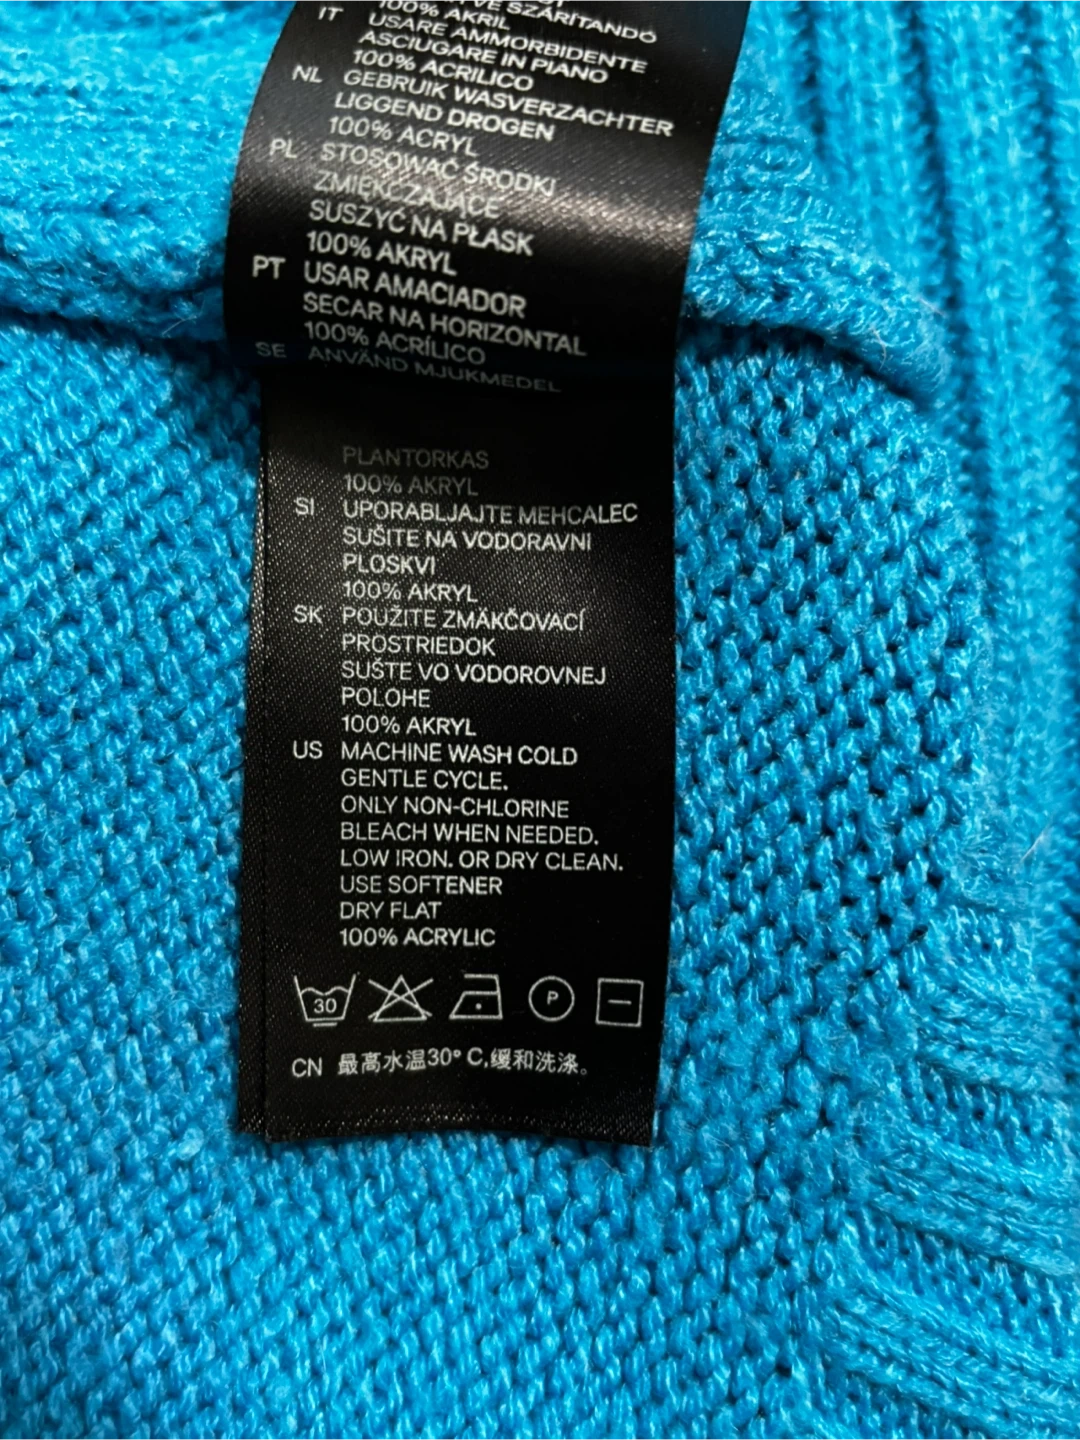 VE SZÁRÍTANDÓ
100% AKRIL
IT USARE AMMORBIDENTE
ASCIUGARE IN PIANO
100% ACRILICO
NL GEBRUIK WASVERZACHTER
LIGGEND DROGEN
100% ACRYL
PL STOSOWAĆ ŚRODKI
ZMIĘKCZAJĄCE
SUSZYĆ NA PŁASK
100% AKRYL
PT USAR AMACIADOR
SECAR NA HORIZONTAL
100% ACRÍLICO
SE ANVÄND MJUKMEDEL
PLANTORKAS
100% AKRYL
SI UPORABLJAJTE MEHCALEC
SUŠITE NA VODORAVNI
PLOSKVI
100% AKRYL
SK POUŽITE ZMÄKČOVACÍ
PROSTRIEDOK
SUŠTE VO VODOROVNEJ
POLOHE
100% AKRYL
US MACHINE WASH COLD
GENTLE CYCLE.
ONLY NON-CHLORINE
BLEACH WHEN NEEDED.
LOW IRON. OR DRY CLEAN.
USE SOFTENER
DRY FLAT
100% ACRYLIC
30 P
CN 最高水温30° C,缓和洗涤。